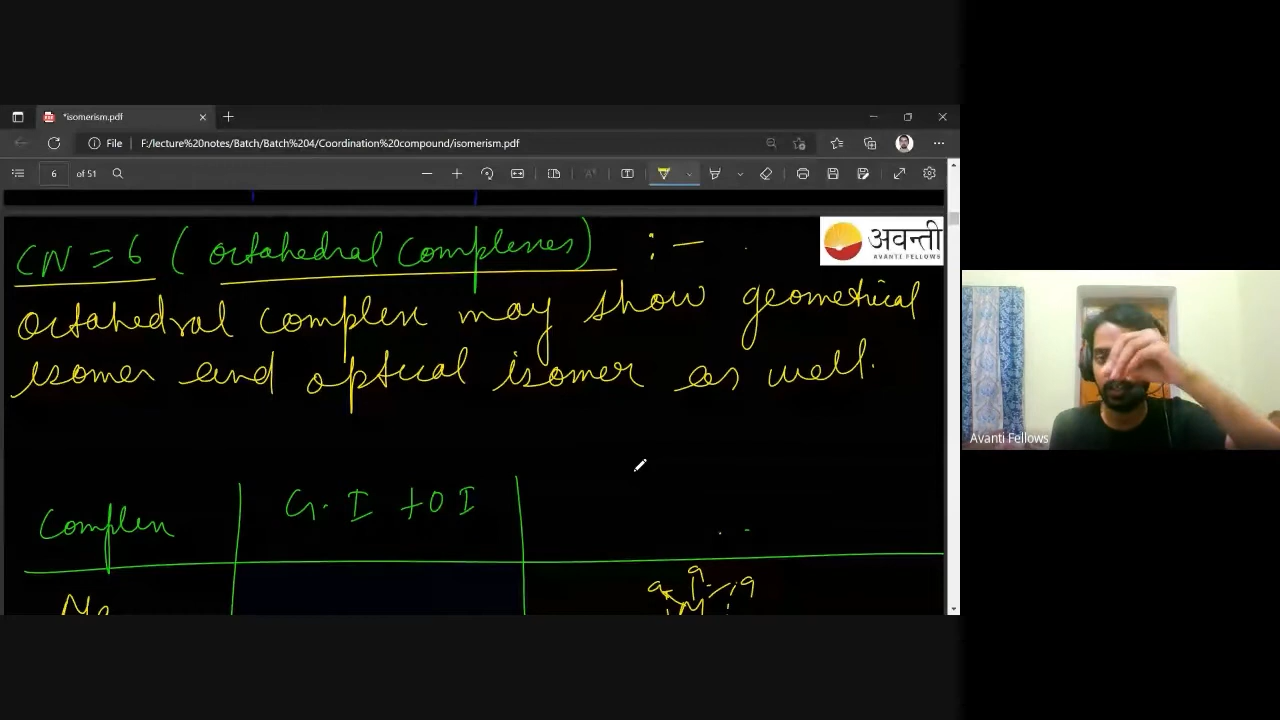 *isomerism.pdf
File F:/lecture%20notes/Batch/Batch%204/Coordination%20compound/isomerism.pdf
6 of 51
CN = 6 (octahedral complexes) :-
अवन्ती
AVANTI FELLOWS
octahedral complex may show geometrical
isomer and optical isomer as well.
Complex G.I + O I
a a a
M
Avanti Fellows